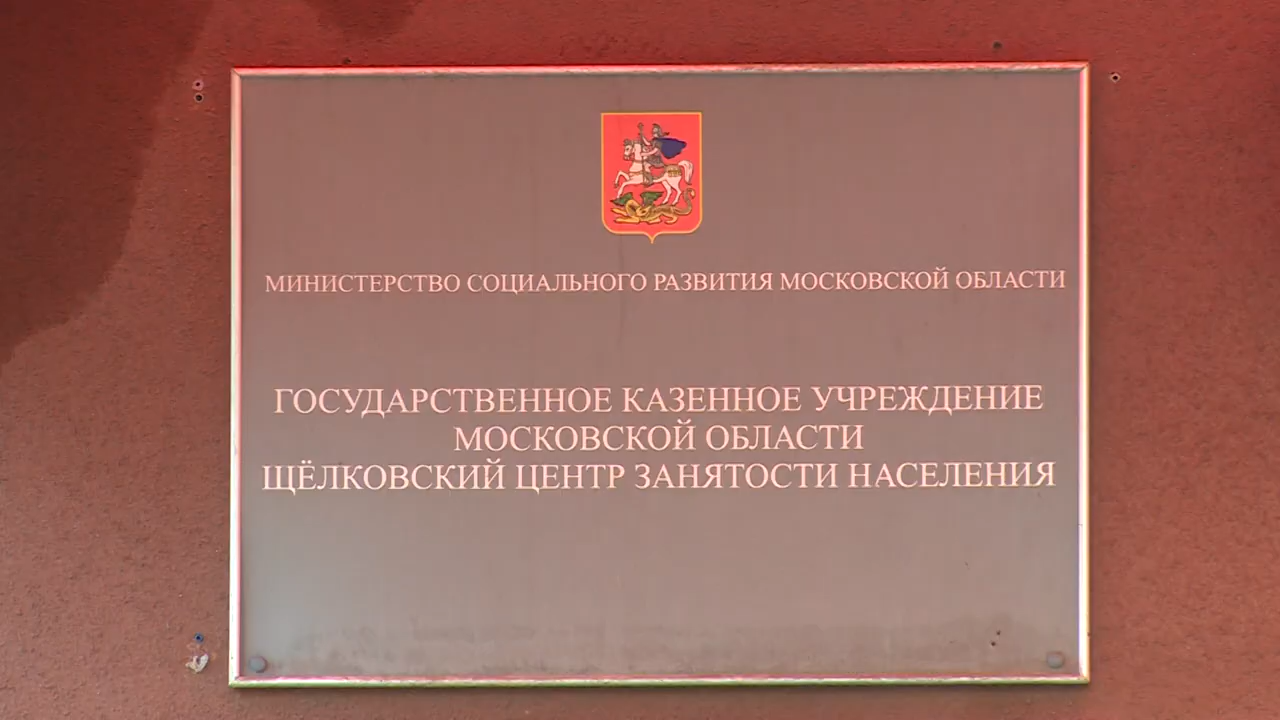 МИНИСТЕРСТВО СОЦИАЛЬНОГО РАЗВИТИЯ МОСКОВСКОЙ ОБЛАСТИ
ГОСУДАРСТВЕННОЕ КАЗЕННОЕ УЧРЕЖДЕНИЕ
МОСКОВСКОЙ ОБЛАСТИ
ЩЁЛКОВСКИЙ ЦЕНТР ЗАНЯТОСТИ НАСЕЛЕНИЯ